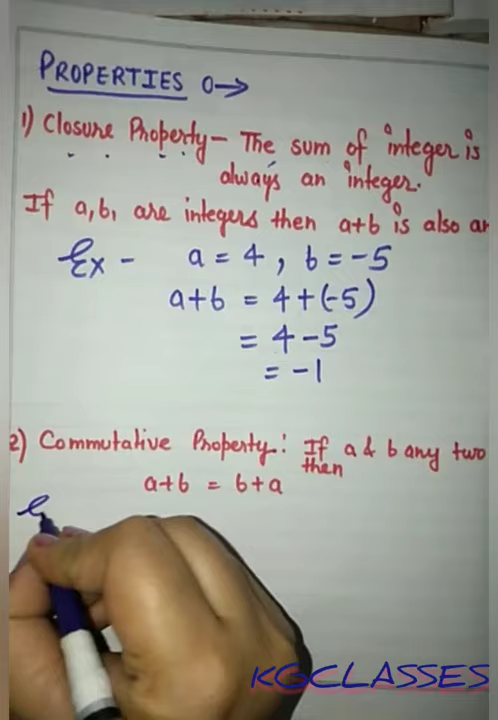 PROPERTIES →
1) Closure Property - The sum of integer is
always an integer.
If a, b, are integers then a+b is also an
Ex - a = 4, b = -5
a+b = 4+(-5)
= 4-5
= -1
2) Commutative Property: If a & b any two
then
a+b = b+a
e
KGCLASSES